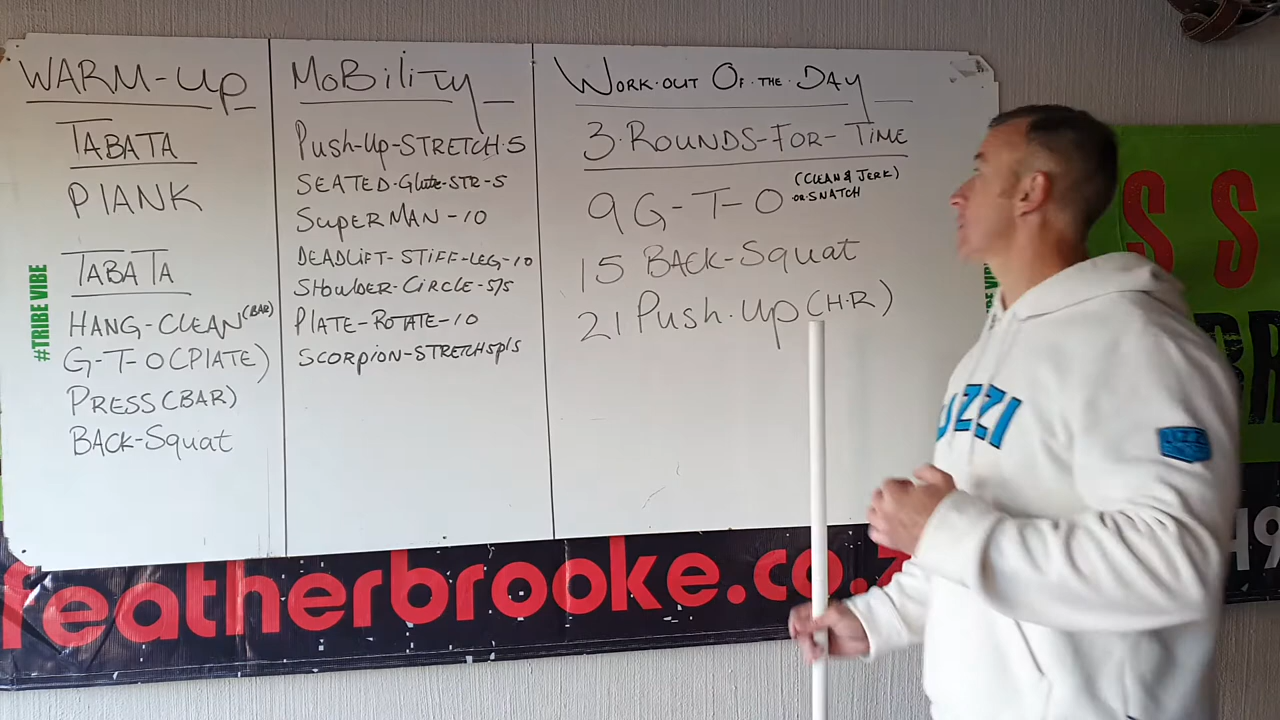 WARM-Up
TABATA
PlANK
TABATA
HANG-CLEAN (BAR)
G-T-O(PlATE)
PRESS(BAR)
BACK-Squat
#TRIBE VIBE
MoBility
Push-Up-STRETCH-5
SEATED-Glute-STR-5
SuperMAN-10
DEADLIFT-STIFF-LEG-10
SHoulder-CirCLE-5/5
PlATE-RoTATE-10
SCORPioN-STRETCH5p/s
WORK-OUT OF-THE-DAY
3-ROUNDS-FOR-TIME
9 G-T-O (CLEAN & JERK)
OR-SNATCH
15 BACK-Squat
21 Push-Up(H-R)
UZZI
SS
featherbrooke.co.z